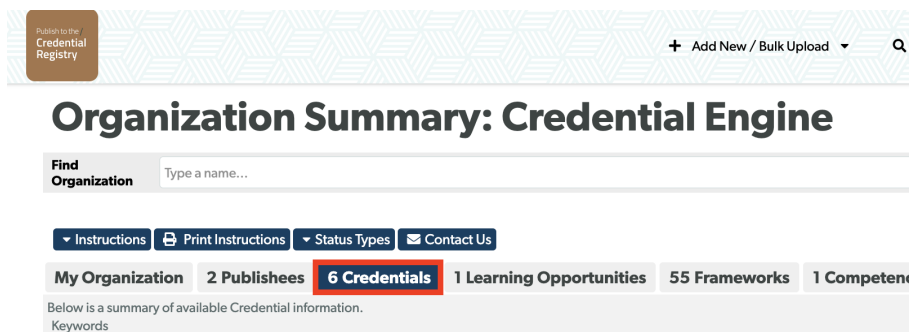 Publish to the
Credential
Registry
Add New / Bulk Upload
Organization Summary: Credential Engine
Find
Organization
Type a name...
Instructions Print Instructions Status Types Contact Us
My Organization 2 Publishees 6 Credentials 1 Learning Opportunities 55 Frameworks 1 Competenc
Below is a summary of available Credential information.
Keywords